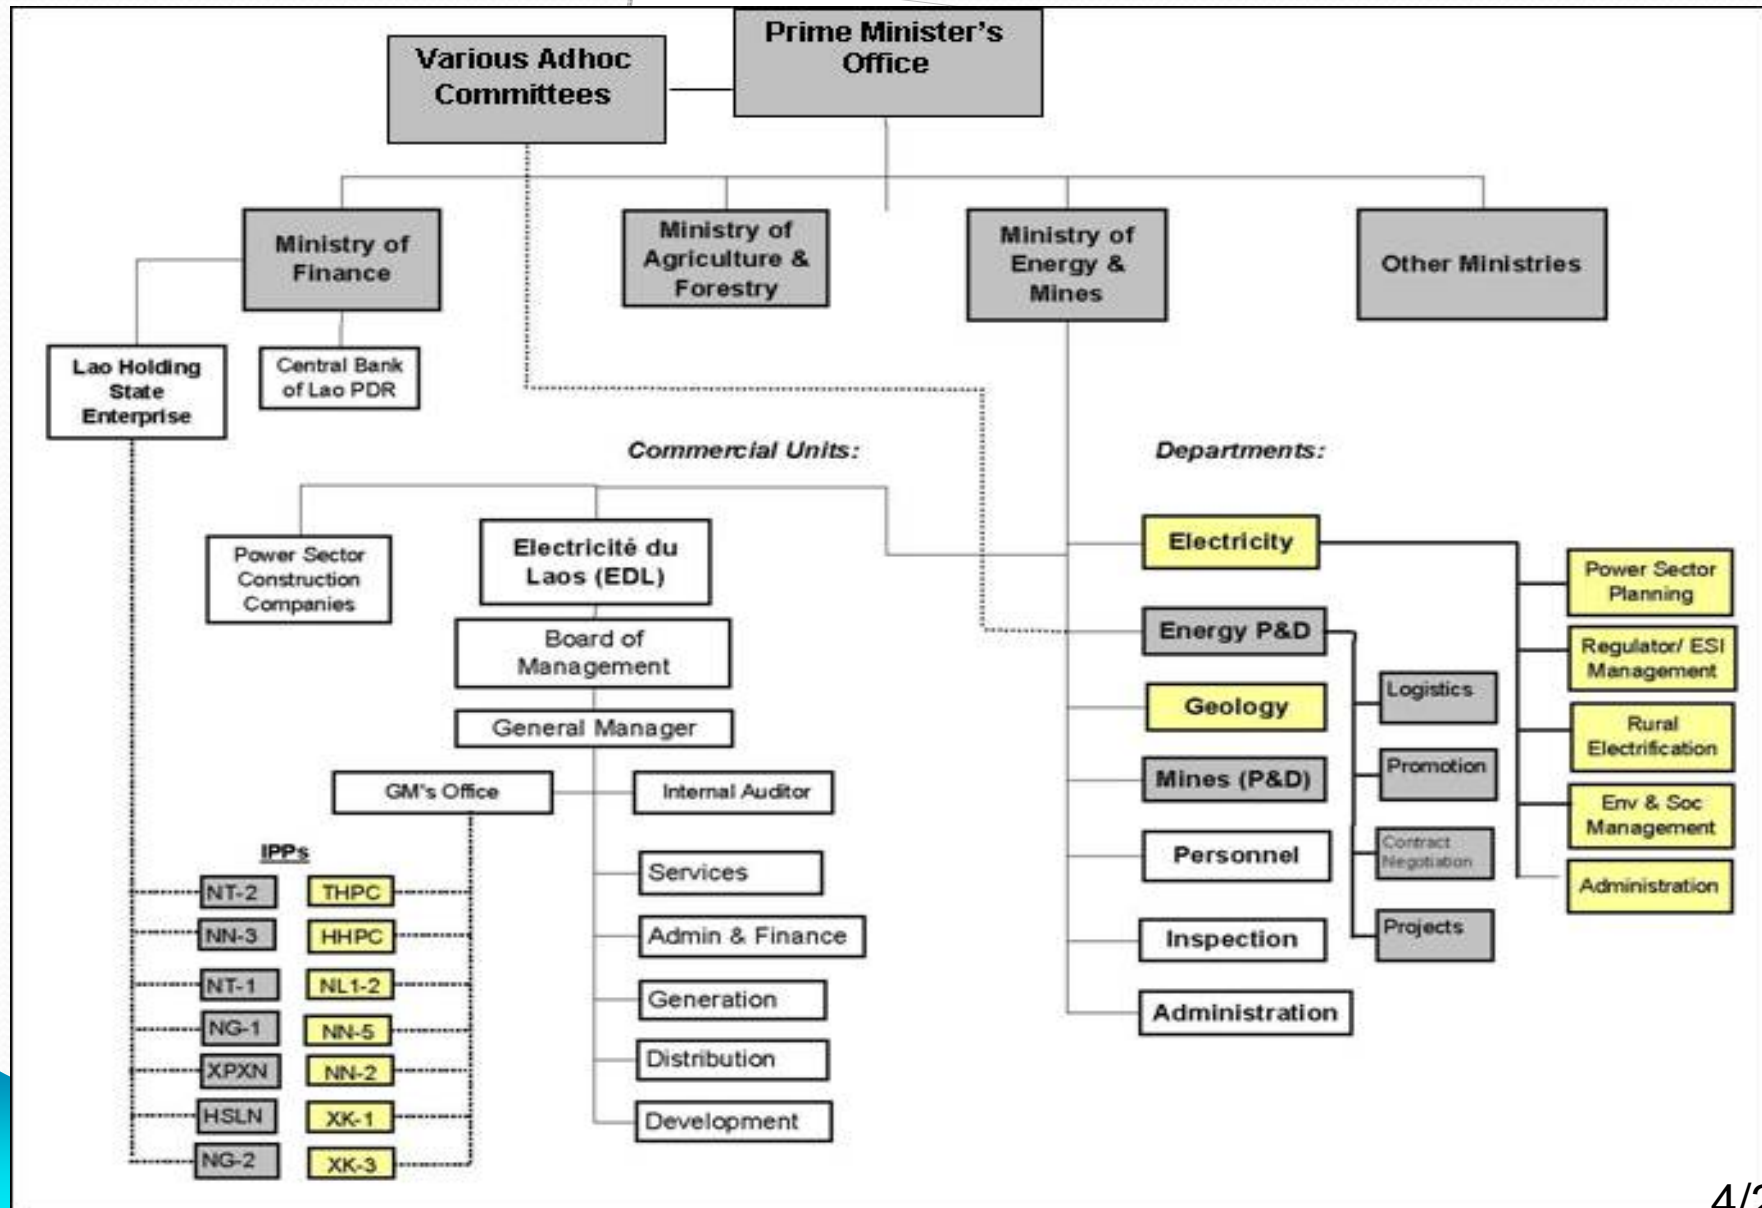 Various Adhoc
Committees
Prime Minister's
Office
Ministry of
Finance
Ministry of
Agriculture &
Forestry
Ministry of
Energy &
Mines
Other Ministries
Lao Holding
State
Enterprise
Central Bank
of Lao PDR
Commercial Units:
Departments:
Power Sector
Construction
Companies
Electricité du
Laos (EDL)
Board of
Management
General Manager
GM's Office
Internal Auditor
Services
Admin & Finance
Generation
Distribution
Development
IPPs
NT-2
THPC
NN-3
HHPC
NT-1
NL1-2
NG-1
NN-5
XPXN
NN-2
HSLN
XK-1
NG-2
XK-3
Electricity
Energy P&D
Geology
Mines (P&D)
Personnel
Inspection
Administration
Logistics
Promotion
Contract
Negotiation
Projects
Power Sector
Planning
Regulator/ ESI
Management
Rural
Electrification
Env & Soc
Management
Administration